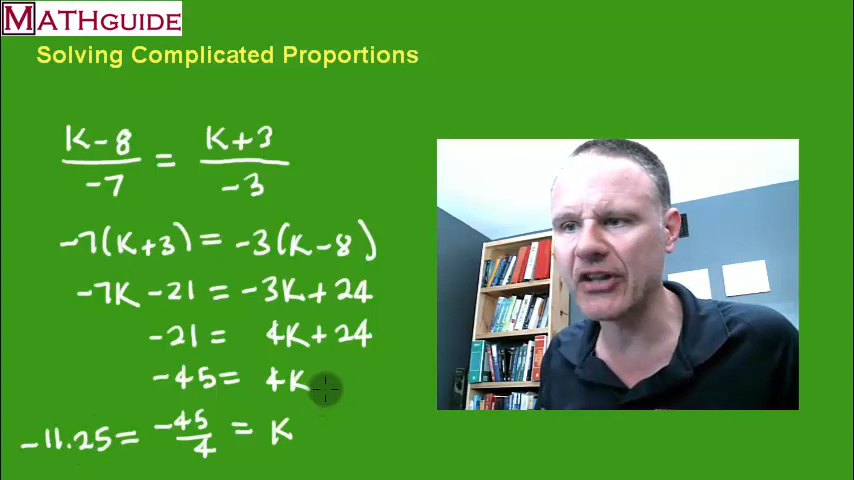 MATHGUIDE
Solving Complicated Proportions
K-8 / -7 = K+3 / -3
-7(K+3) = -3(K-8)
-7K -21 = -3K+24
-21 = 4K+24
-45 = 4K
-11.25 = -45/4 = K